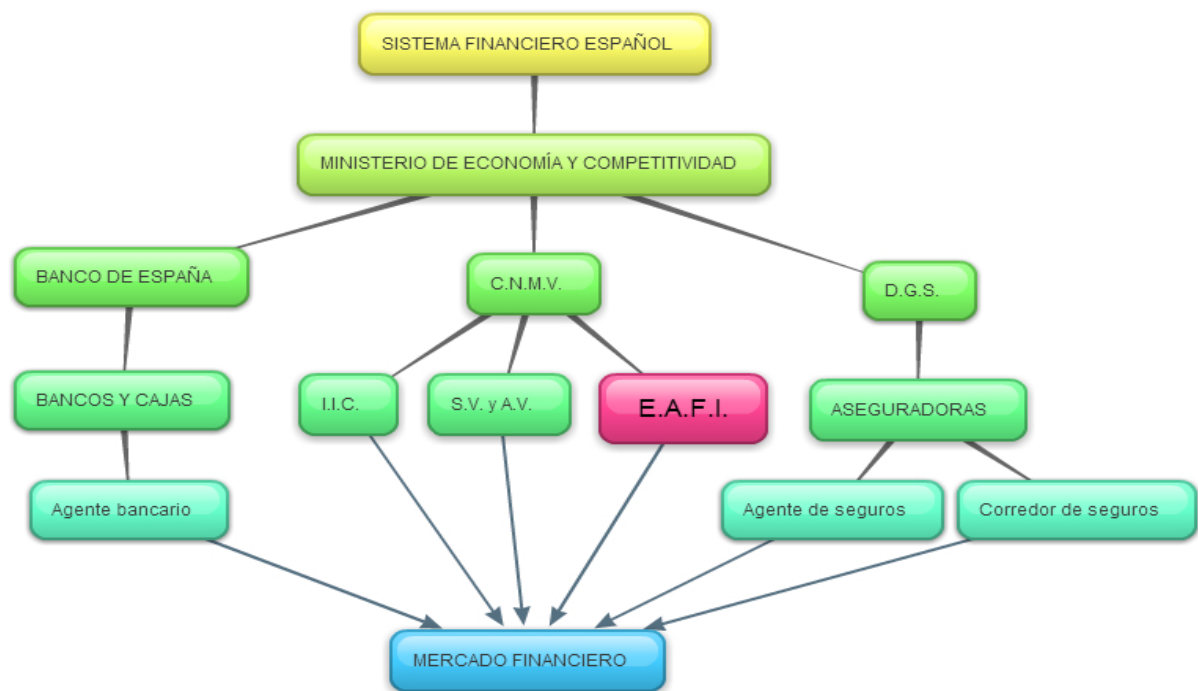 SISTEMA FINANCIERO ESPAÑOL
MINISTERIO DE ECONOMÍA Y COMPETITIVIDAD
BANCO DE ESPAÑA
C.N.M.V.
D.G.S.
BANCOS Y CAJAS
I.I.C.
S.V. y A.V.
E.A.F.I.
ASEGURADORAS
Agente bancario
Agente de seguros
Corredor de seguros
MERCADO FINANCIERO